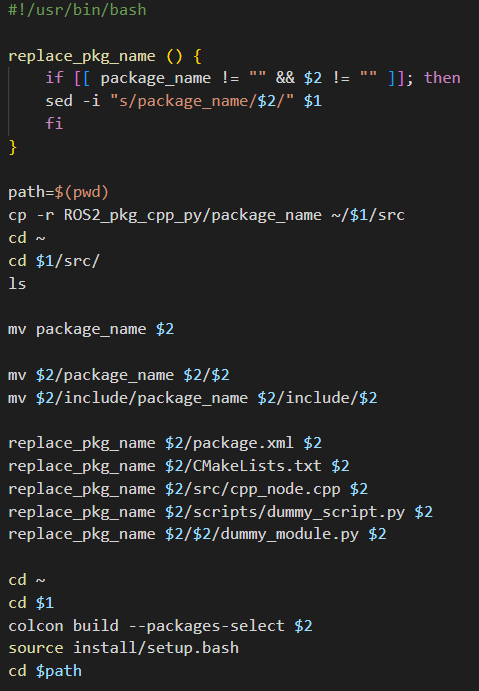 #!/usr/bin/bash

replace_pkg_name () {
    if [[ package_name != "" && $2 != "" ]]; then
    sed -i "s/package_name/$2/" $1
    fi
}

path=$(pwd)
cp -r ROS2_pkg_cpp_py/package_name ~/$1/src
cd ~
cd $1/src/
ls

mv package_name $2

mv $2/package_name $2/$2
mv $2/include/package_name $2/include/$2

replace_pkg_name $2/package.xml $2
replace_pkg_name $2/CMakeLists.txt $2
replace_pkg_name $2/src/cpp_node.cpp $2
replace_pkg_name $2/scripts/dummy_script.py $2
replace_pkg_name $2/$2/dummy_module.py $2

cd ~
cd $1
colcon build --packages-select $2
source install/setup.bash
cd $path